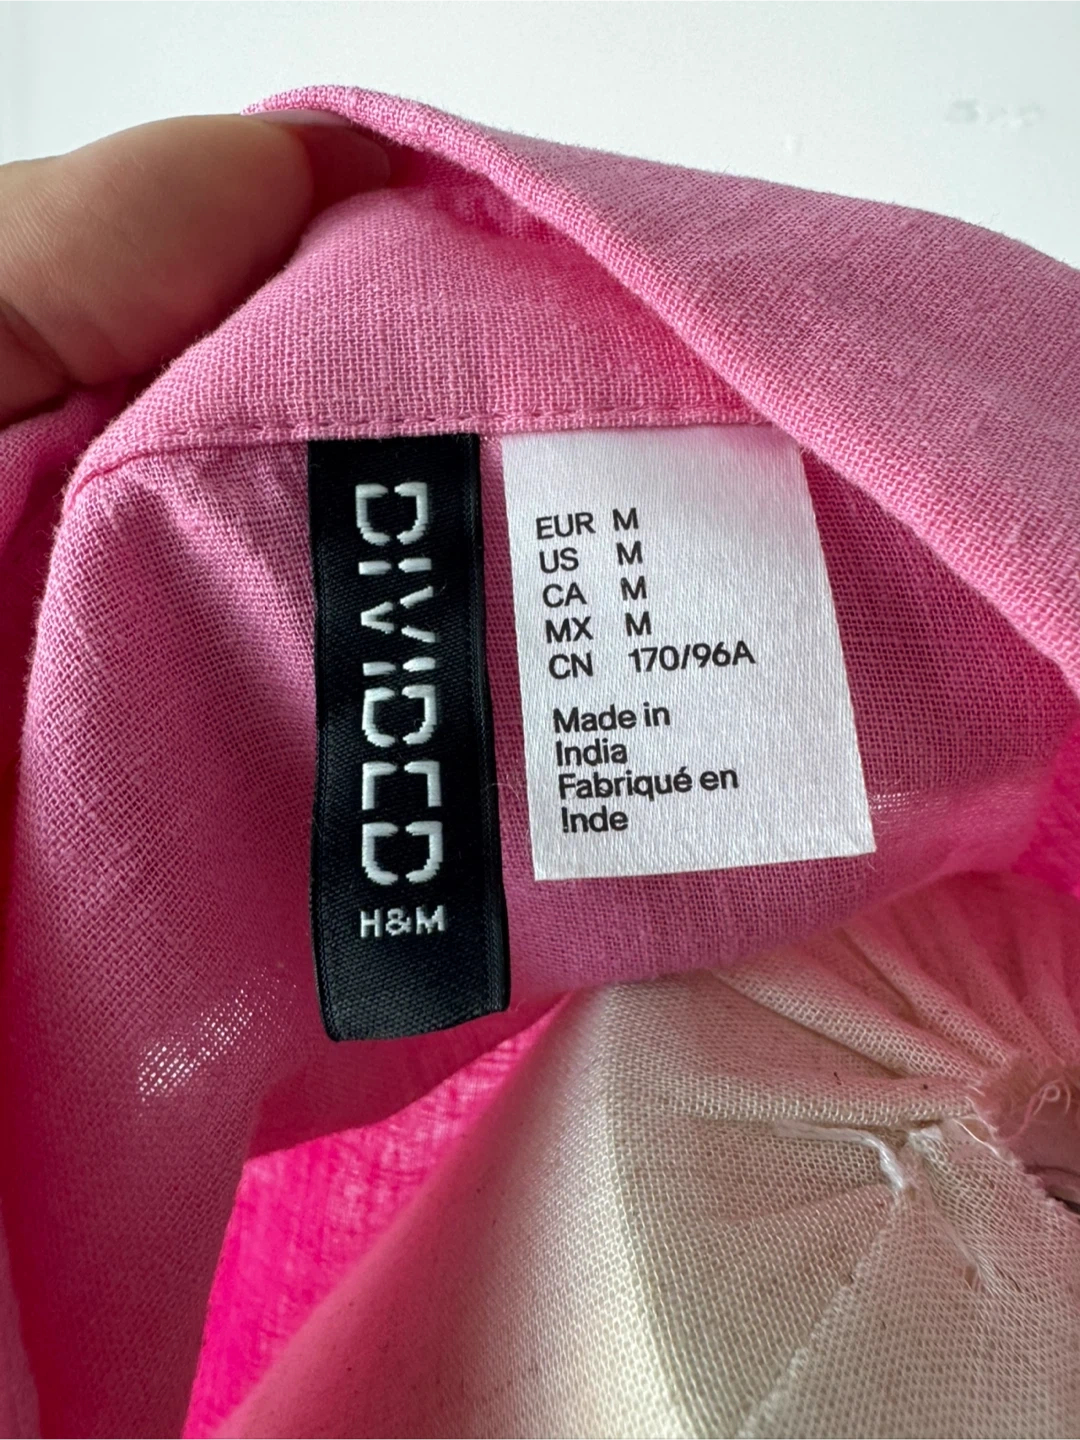 DIVIDED
H&M
EUR M
US M
CA M
MX M
CN 170/96A
Made in
India
Fabriqué en
Inde